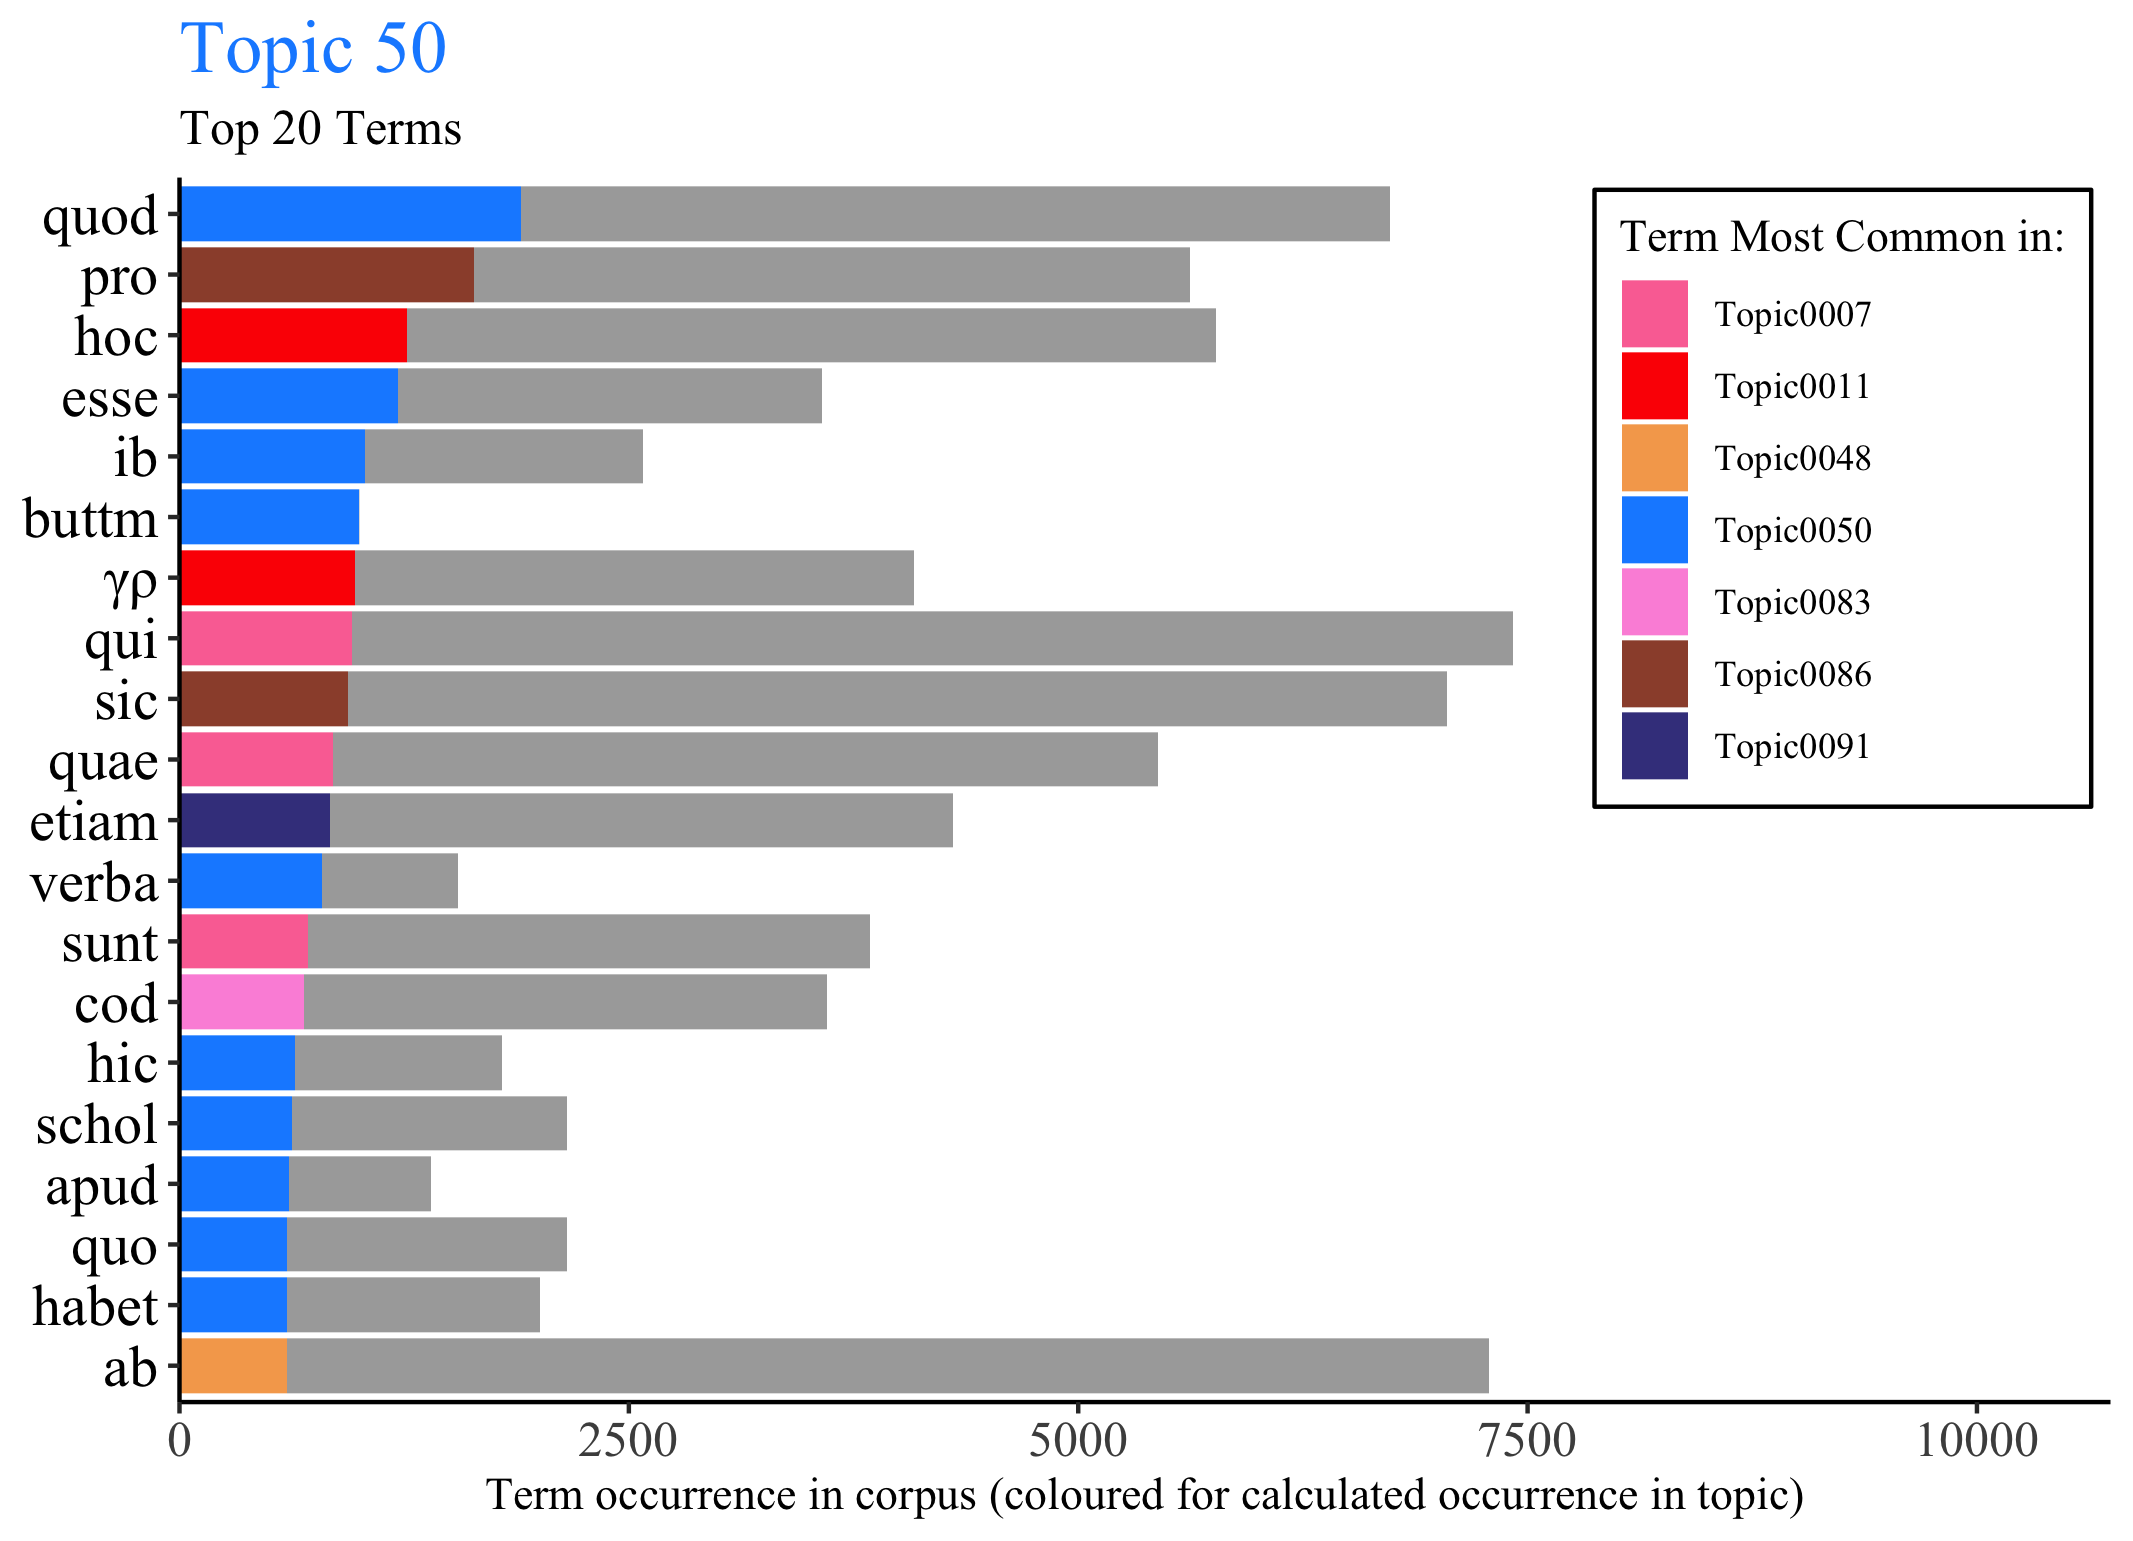 Topic 50
Top 20 Terms
quod
pro
hoc
esse
ib
buttm
γρ
qui
sic
quae
etiam
verba
sunt
cod
hic
schol
apud
quo
habet
ab
0 2500 5000 7500 10000
Term occurrence in corpus (coloured for calculated occurrence in topic)
Term Most Common in:
Topic0007
Topic0011
Topic0048
Topic0050
Topic0083
Topic0086
Topic0091